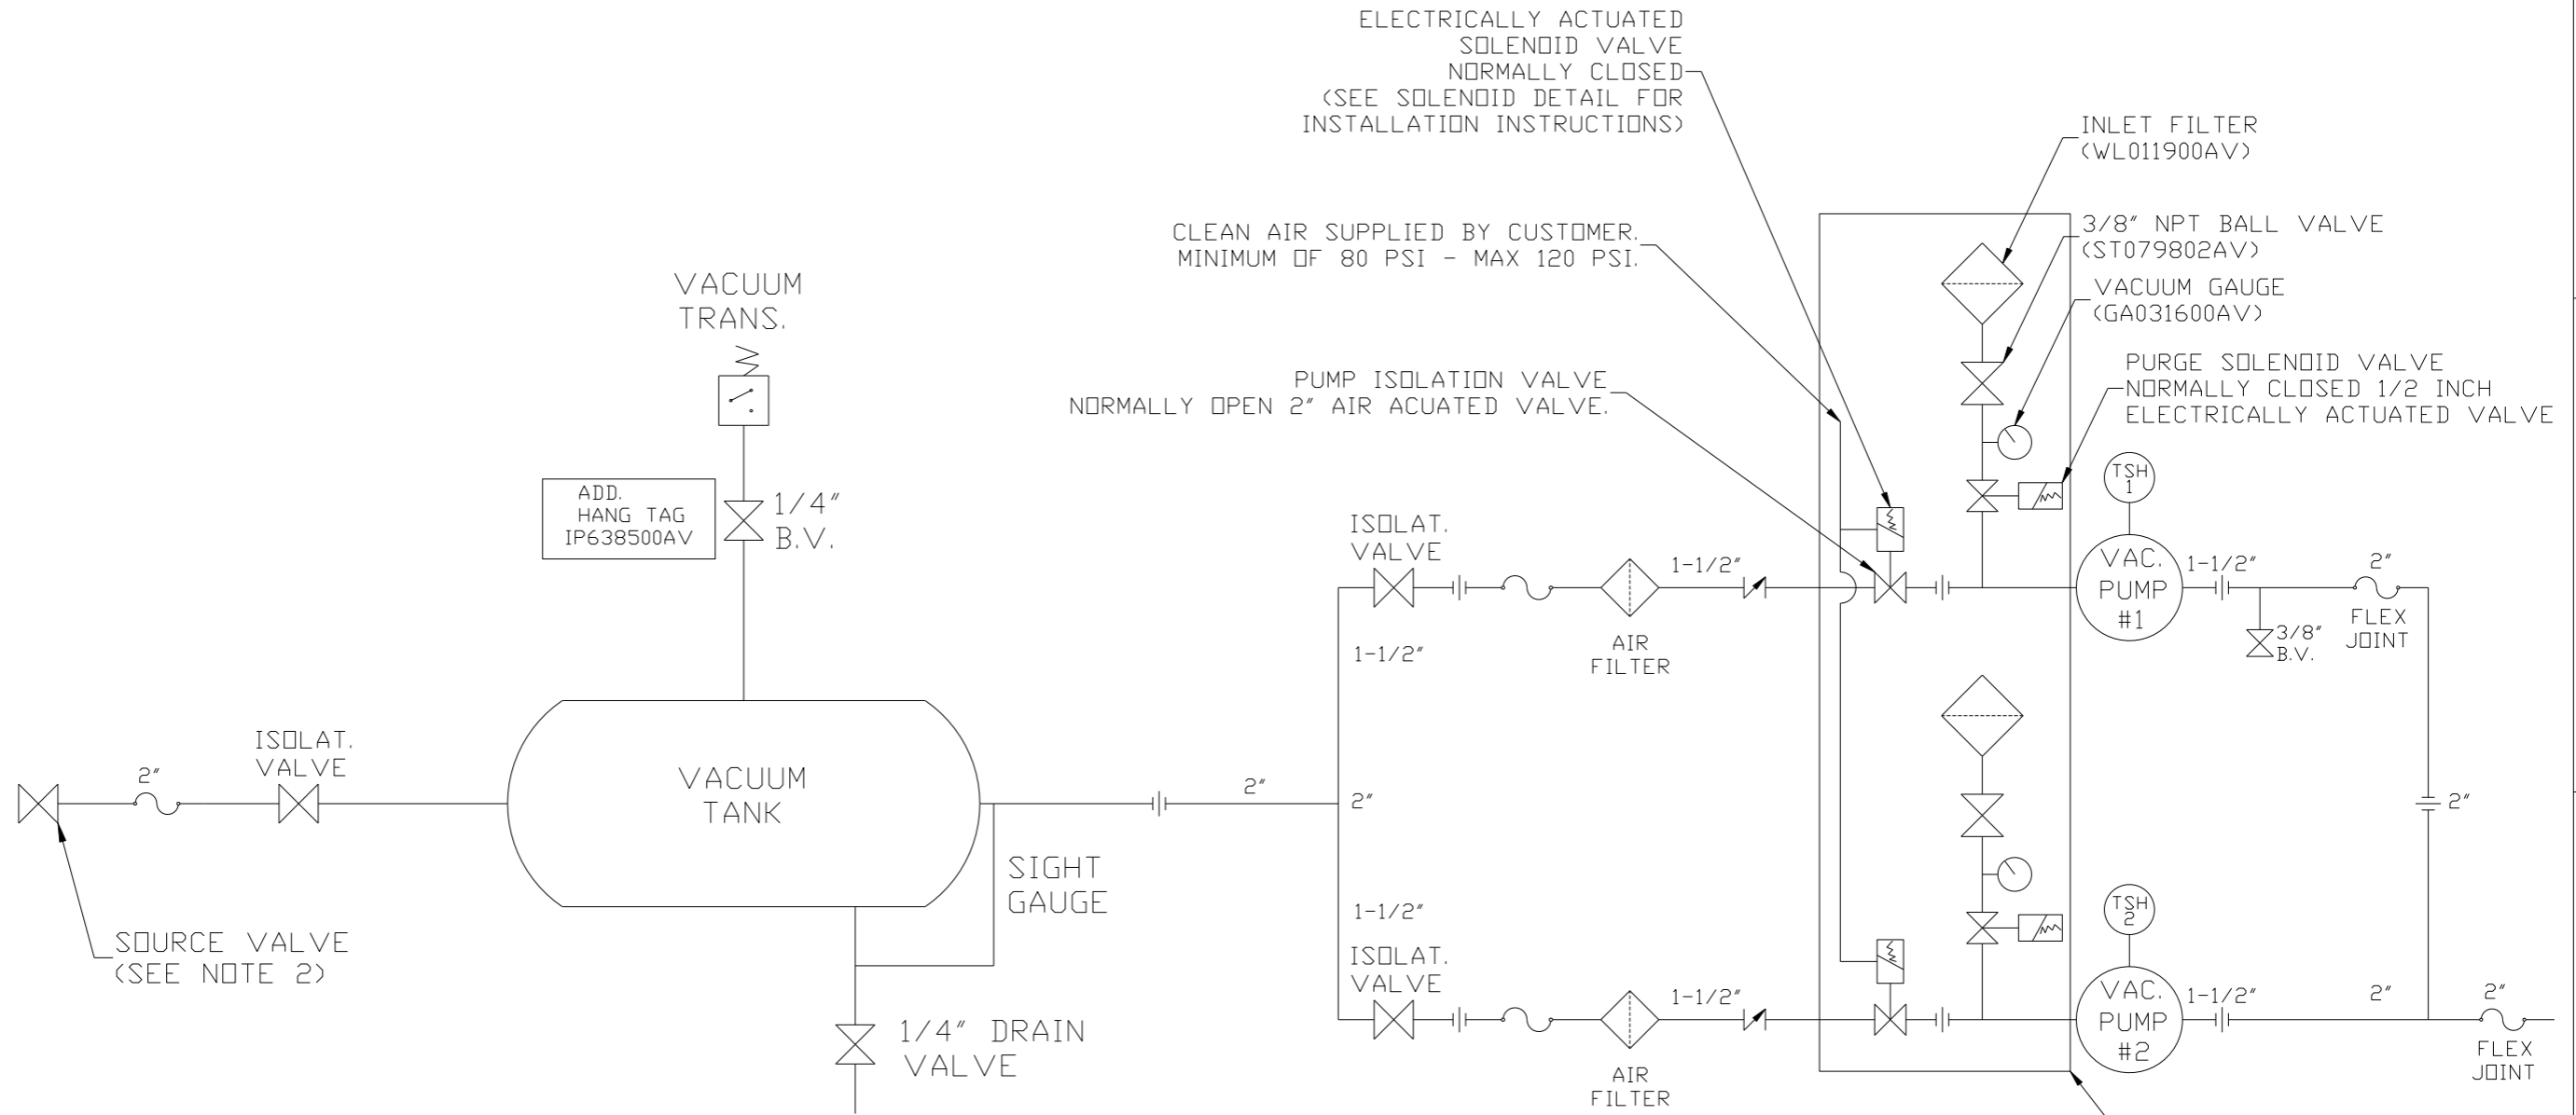 ELECTRICALLY ACTUATED
SOLENOID VALVE
NORMALLY CLOSED
(SEE SOLENOID DETAIL FOR
INSTALLATION INSTRUCTIONS)
INLET FILTER
(WL011900AV)
CLEAN AIR SUPPLIED BY CUSTOMER.
MINIMUM OF 80 PSI - MAX 120 PSI.
3/8" NPT BALL VALVE
(ST079802AV)
VACUUM GAUGE
(GA031600AV)
VACUUM
TRANS.
PUMP ISOLATION VALVE
NORMALLY OPEN 2" AIR ACUATED VALVE.
PURGE SOLENOID VALVE
NORMALLY CLOSED 1/2 INCH
ELECTRICALLY ACTUATED VALVE
ADD.
HANG TAG
IP638500AV
1/4"
B.V.
TSH
1
ISOLAT.
VALVE
1-1/2"
VAC.
PUMP
#1
1-1/2"
2"
FLEX
JOINT
3/8"
B.V.
1-1/2"
AIR
FILTER
ISOLAT.
VALVE
2"
VACUUM
TANK
2"
2"
2"
SIGHT
GAUGE
SOURCE VALVE
(SEE NOTE 2)
1/4" DRAIN
VALVE
1-1/2"
ISOLAT.
VALVE
1-1/2"
AIR
FILTER
TSH
2
VAC.
PUMP
#2
1-1/2"
2"
2"
FLEX
JOINT